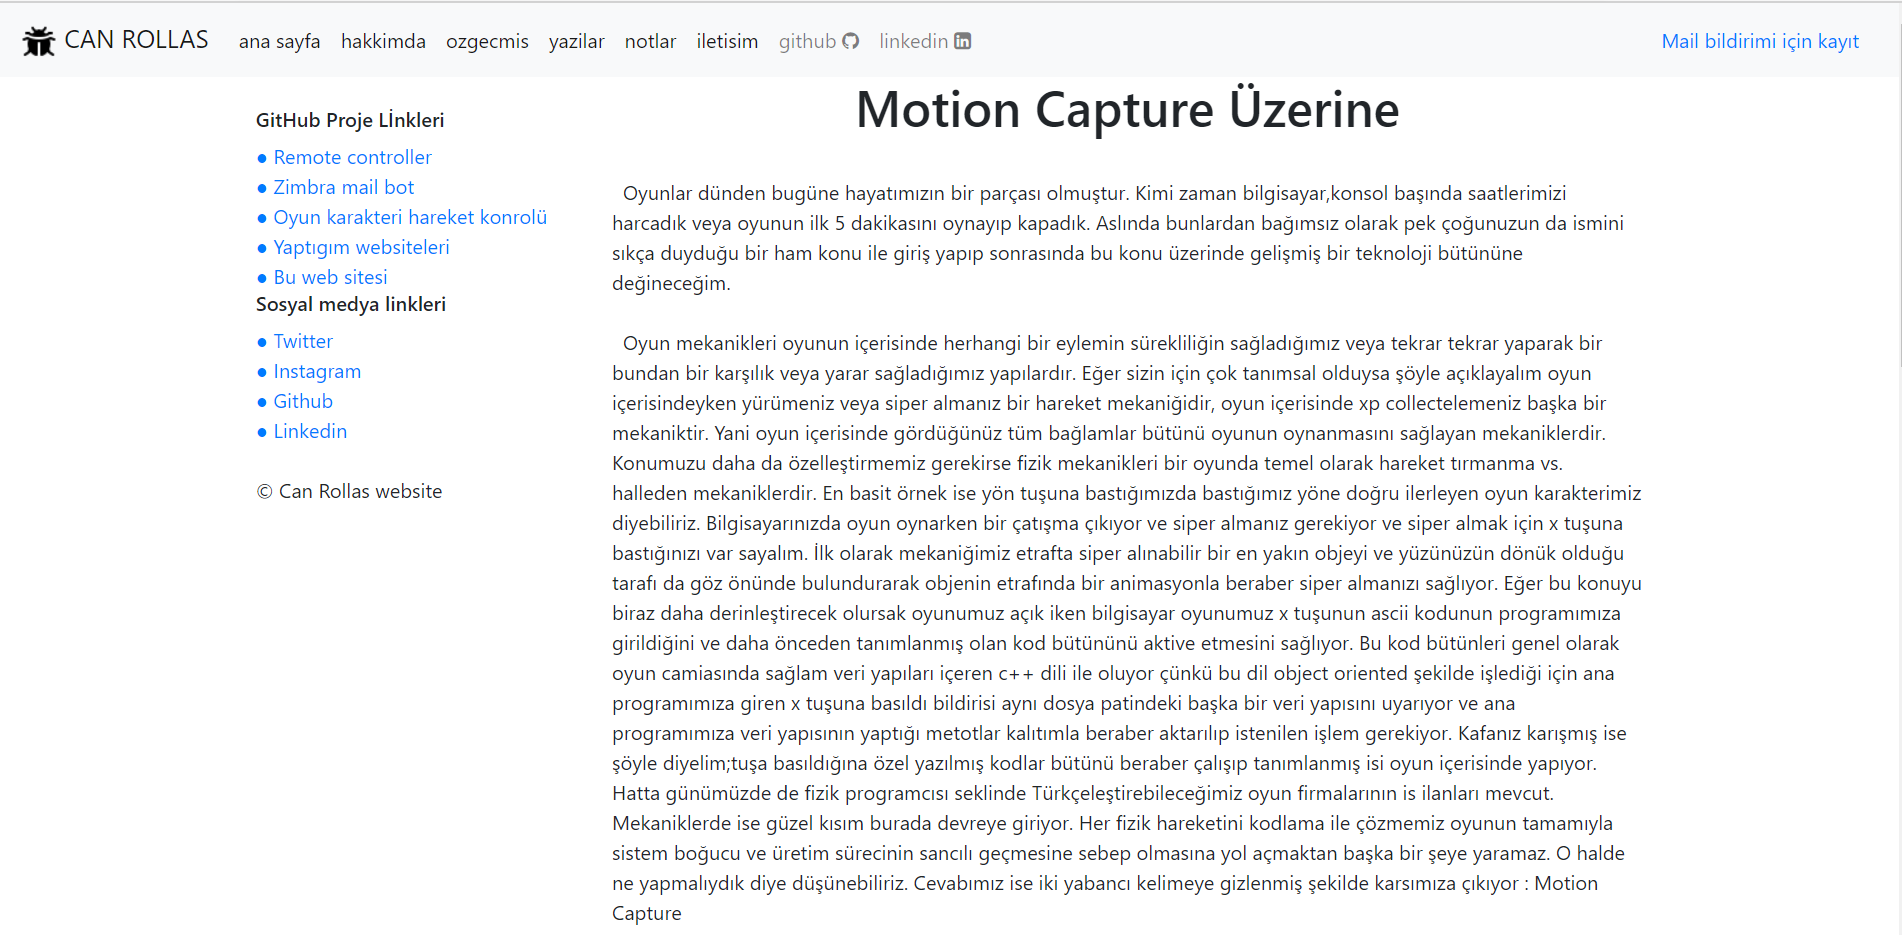 CAN ROLLAS ana sayfa hakkimda ozgecmis yazilar notlar iletisim github linkedin Mail bildirimi için kayıt
GitHub Proje Lİnkleri
● Remote controller
● Zimbra mail bot
● Oyun karakteri hareket konrolü
● Yaptıgım websiteleri
● Bu web sitesi
Sosyal medya linkleri
● Twitter
● Instagram
● Github
● Linkedin
© Can Rollas website
Motion Capture Üzerine
Oyunlar dünden bugüne hayatımızın bir parçası olmuştur. Kimi zaman bilgisayar,konsol başında saatlerimizi
harcadık veya oyunun ilk 5 dakikasını oynayıp kapadık. Aslında bunlardan bağımsız olarak pek çoğunuzun da ismini
sıkça duyduğu bir ham konu ile giriş yapıp sonrasında bu konu üzerinde gelişmiş bir teknoloji bütününe
değineceğim.
Oyun mekanikleri oyunun içerisinde herhangi bir eylemin sürekliliğin sağladığımız veya tekrar tekrar yaparak bir
bundan bir karşılık veya yarar sağladığımız yapılardır. Eğer sizin için çok tanımsal olduysa şöyle açıklayalım oyun
içerisindeyken yürümeniz veya siper almanız bir hareket mekaniğidir, oyun içerisinde xp collectelemeniz başka bir
mekaniktir. Yani oyun içerisinde gördüğünüz tüm bağlamlar bütünü oyunun oynanmasını sağlayan mekaniklerdir.
Konumuzu daha da özelleştirmemiz gerekirse fizik mekanikleri bir oyunda temel olarak hareket tırmanma vs.
halleden mekaniklerdir. En basit örnek ise yön tuşuna bastığımızda bastığımız yöne doğru ilerleyen oyun karakterimiz
diyebiliriz. Bilgisayarınızda oyun oynarken bir çatışma çıkıyor ve siper almanız gerekiyor ve siper almak için x tuşuna
bastığınızı var sayalım. İlk olarak mekaniğimiz etrafta siper alınabilir bir en yakın objeyi ve yüzünüzün dönük olduğu
tarafı da göz önünde bulundurarak objenin etrafında bir animasyonla beraber siper almanızı sağlıyor. Eğer bu konuyu
biraz daha derinleştirecek olursak oyunumuz açık iken bilgisayar oyunumuz x tuşunun ascii kodunun programımıza
girildiğini ve daha önceden tanımlanmış olan kod bütününü aktive etmesini sağlıyor. Bu kod bütünleri genel olarak
oyun camiasında sağlam veri yapıları içeren c++ dili ile oluyor çünkü bu dil object oriented şekilde işlediği için ana
programımıza giren x tuşuna basıldı bildirisi aynı dosya patindeki başka bir veri yapısını uyarıyor ve ana
programımıza veri yapısının yaptığı metotlar kalıtımla beraber aktarılıp istenilen işlem gerekiyor. Kafanız karışmış ise
şöyle diyelim;tuşa basıldığına özel yazılmış kodlar bütünü beraber çalışıp tanımlanmış isi oyun içerisinde yapıyor.
Hatta günümüzde de fizik programcısı seklinde Türkçeleştirebileceğimiz oyun firmalarının is ilanları mevcut.
Mekaniklerde ise güzel kısım burada devreye giriyor. Her fizik hareketini kodlama ile çözmemiz oyunun tamamıyla
sistem boğucu ve üretim sürecinin sancılı geçmesine sebep olmasına yol açmaktan başka bir şeye yaramaz. O halde
ne yapmalıydık diye düşünebiliriz. Cevabımız ise iki yabancı kelimeye gizlenmiş şekilde karsımıza çıkıyor : Motion
Capture